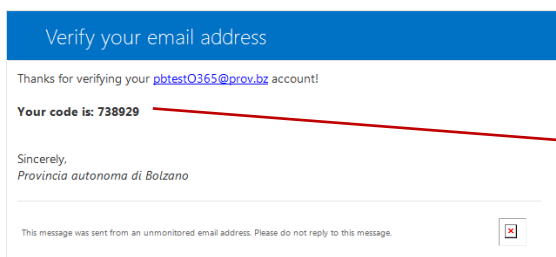 Verify your email address
Thanks for verifying your pbtestO365@prov.bz account!
Your code is: 738929
Sincerely,
Provincia autonoma di Bolzano
This message was sent from an unmonitored email address. Please do not reply to this message.